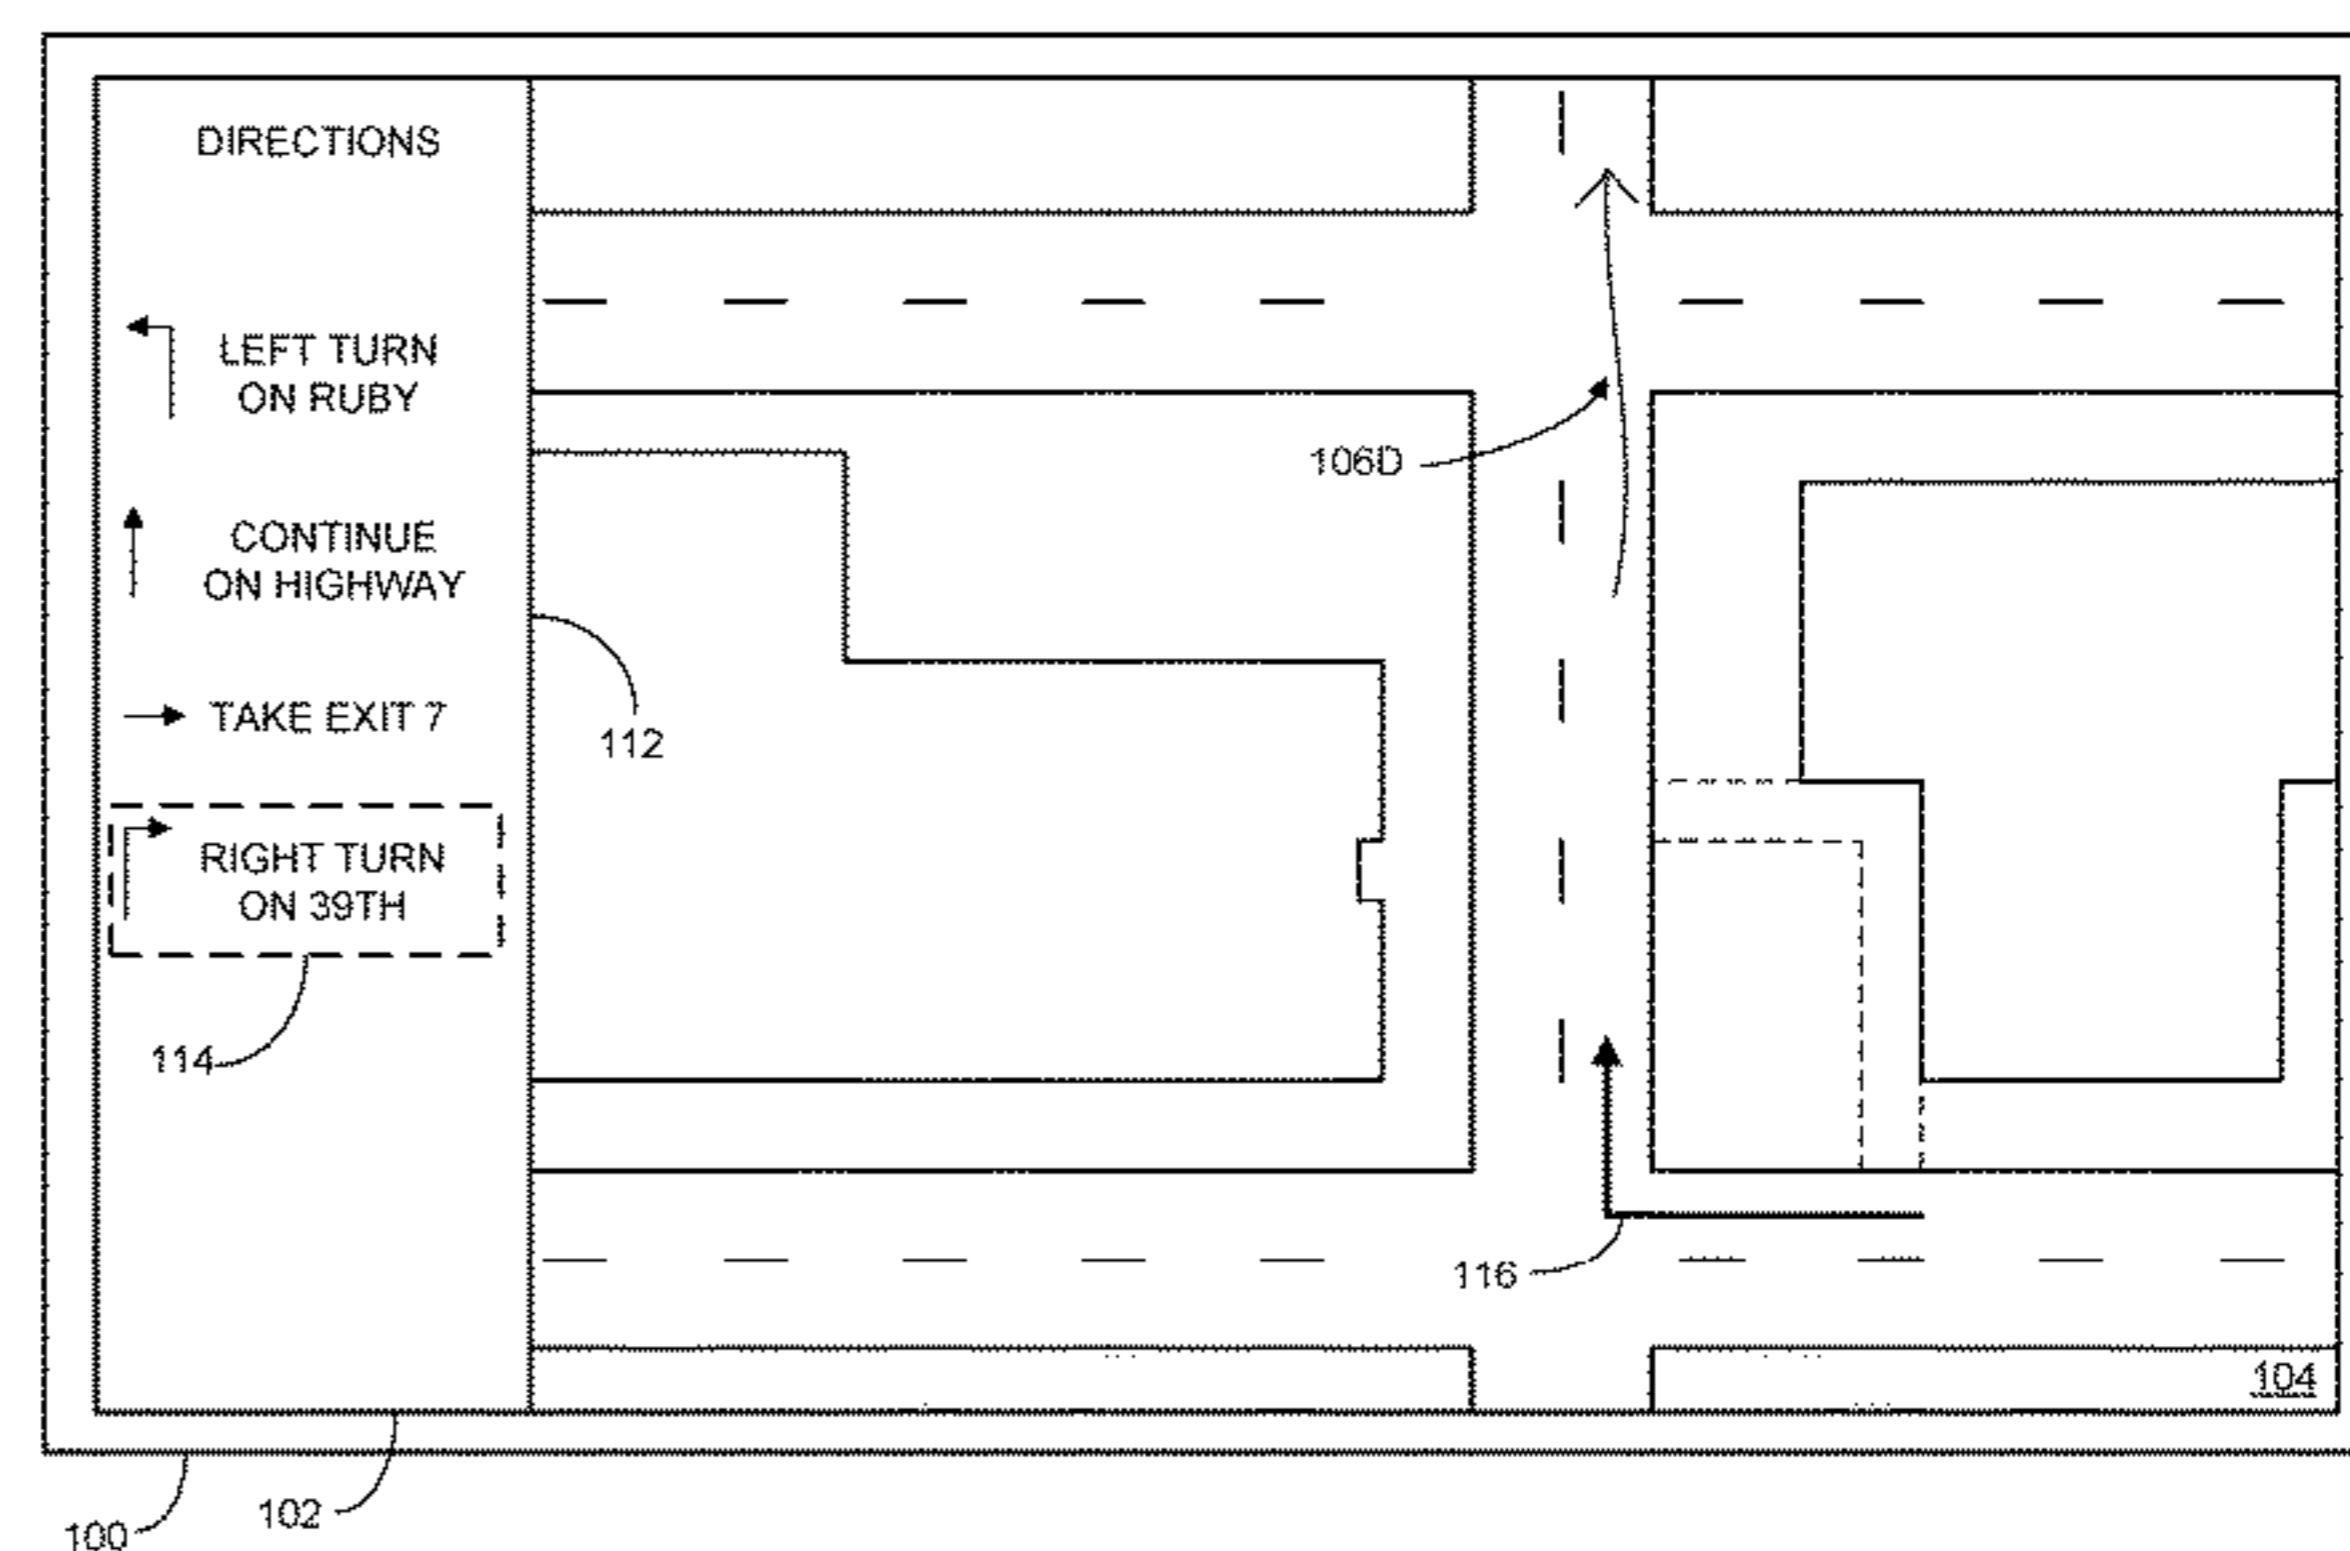 DIRECTIONS
LEFT TURN
ON RUBY
CONTINUE
ON HIGHWAY
TAKE EXIT 7
RIGHT TURN
ON 39TH
114
112
106D
116
104
102
100